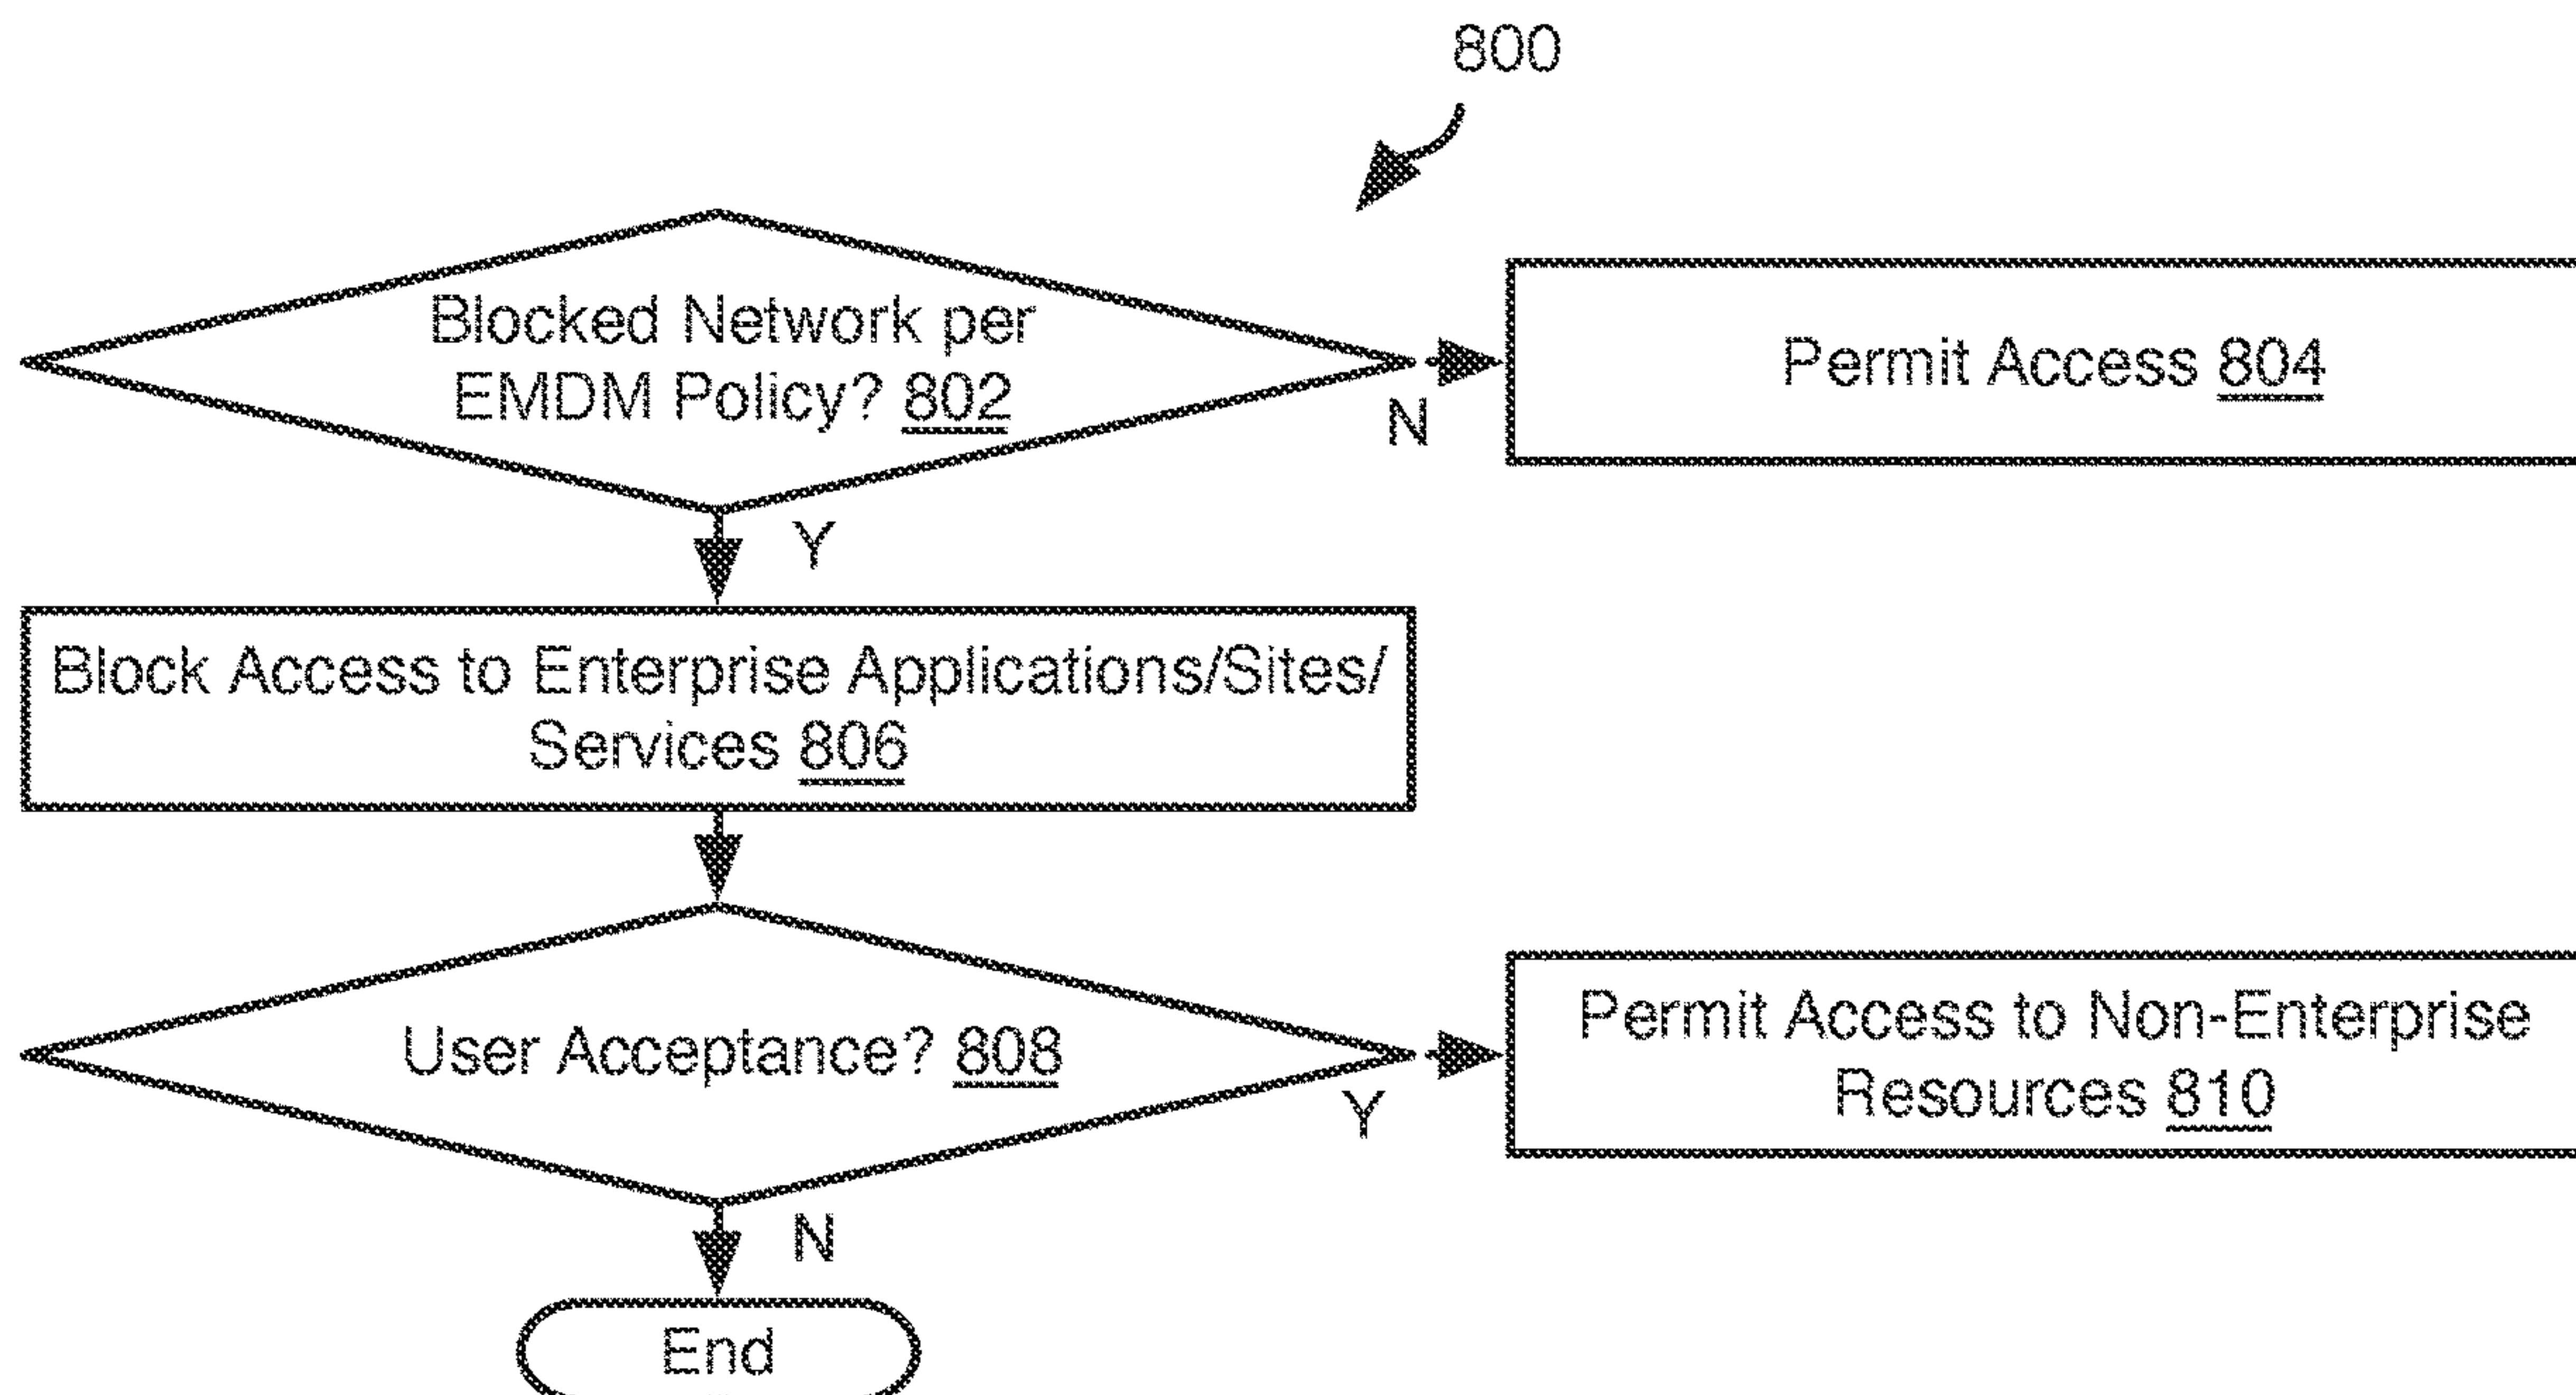 800
Blocked Network per
EMDM Policy? 802
Permit Access 804
N
Y
Block Access to Enterprise Applications/Sites/
Services 806
User Acceptance? 808
Permit Access to Non-Enterprise
Resources 810
Y
N
End